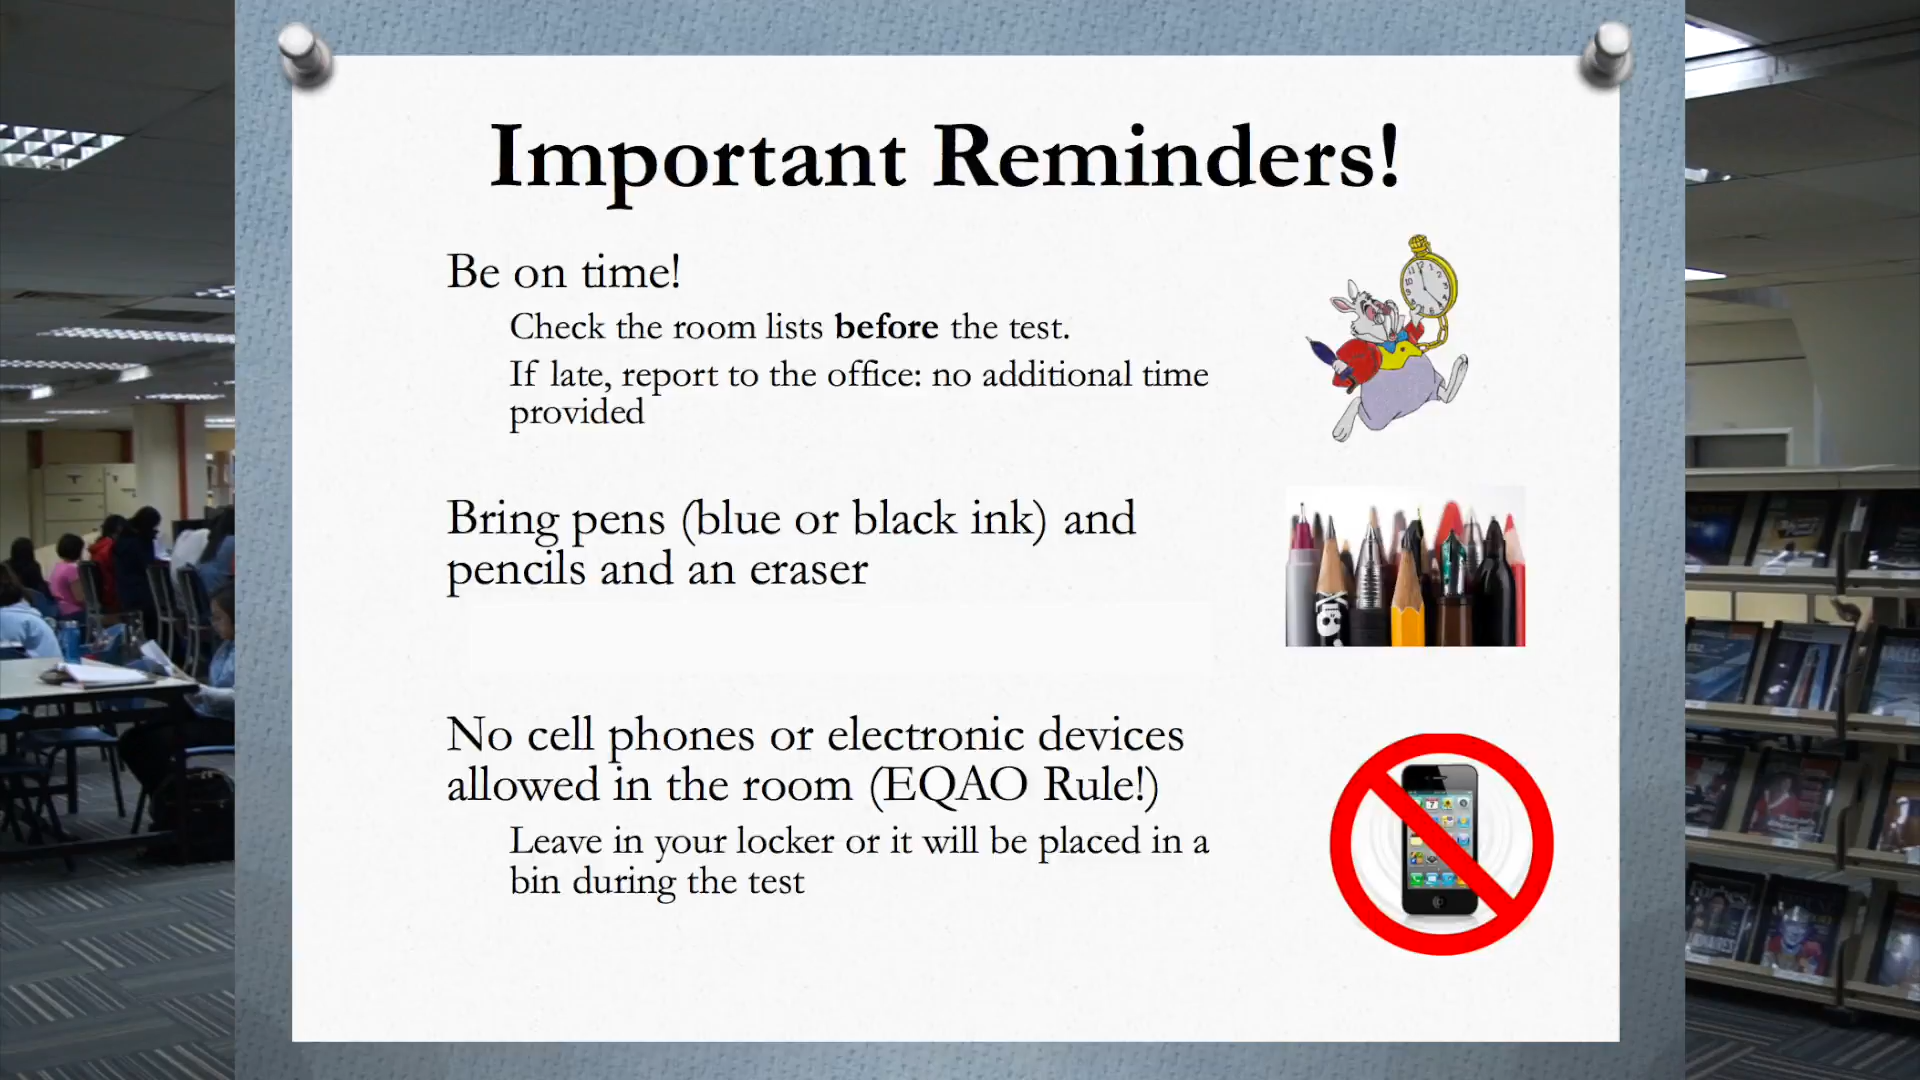 Important Reminders!
Be on time!
Check the room lists before the test.
If late, report to the office: no additional time
provided
Bring pens (blue or black ink) and
pencils and an eraser
No cell phones or electronic devices
allowed in the room (EQAO Rule!)
Leave in your locker or it will be placed in a
bin during the test
Forbes